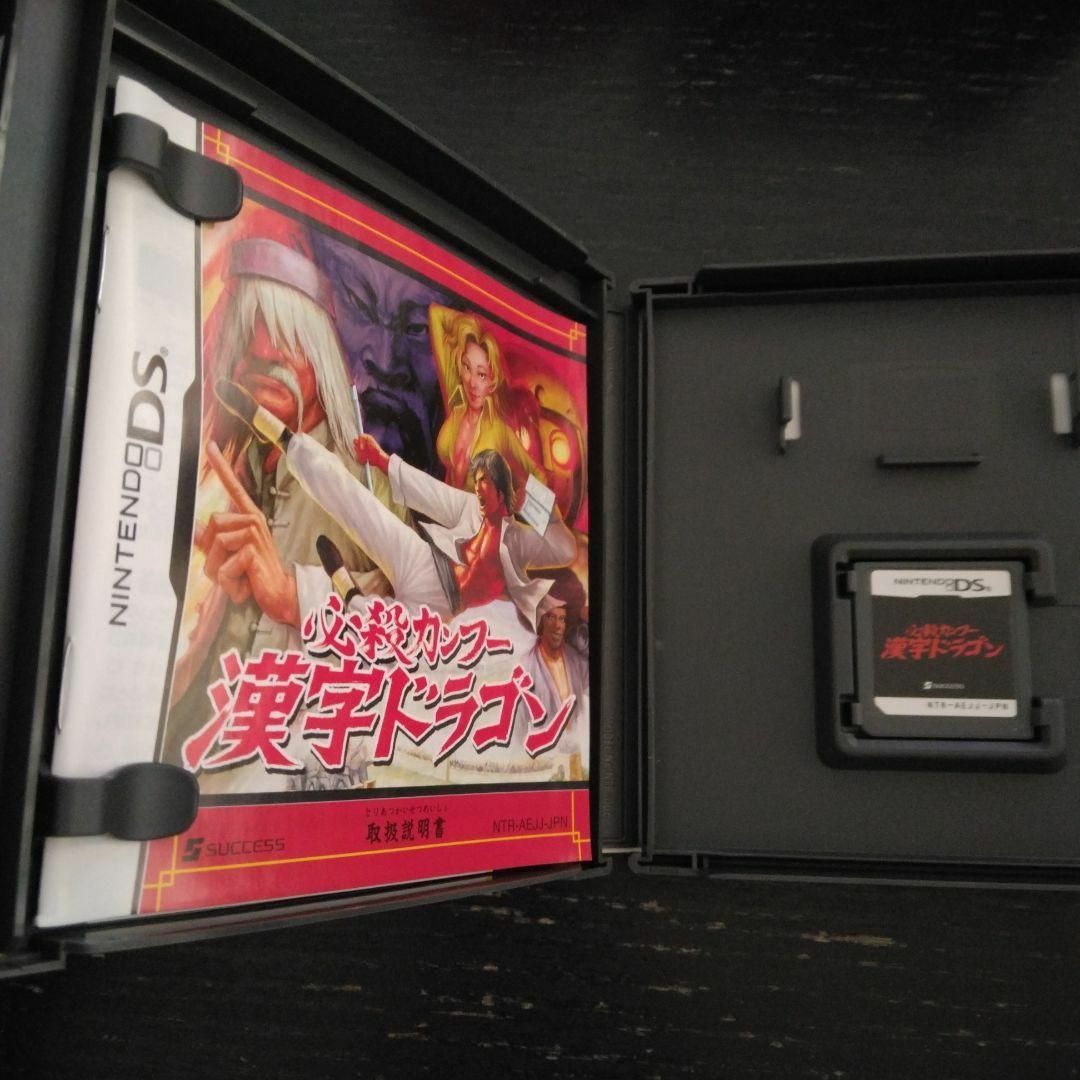 NINTENDO DS®
必殺カンフー
漢字ドラゴン
とりあつかいせつめいしょ
取扱説明書
NTR-AEJJ-JPN
SUCCESS
NINTENDO DS®
必殺カンフー
漢字ドラゴン
SUCCESS
NTR-AEJJ-JPN